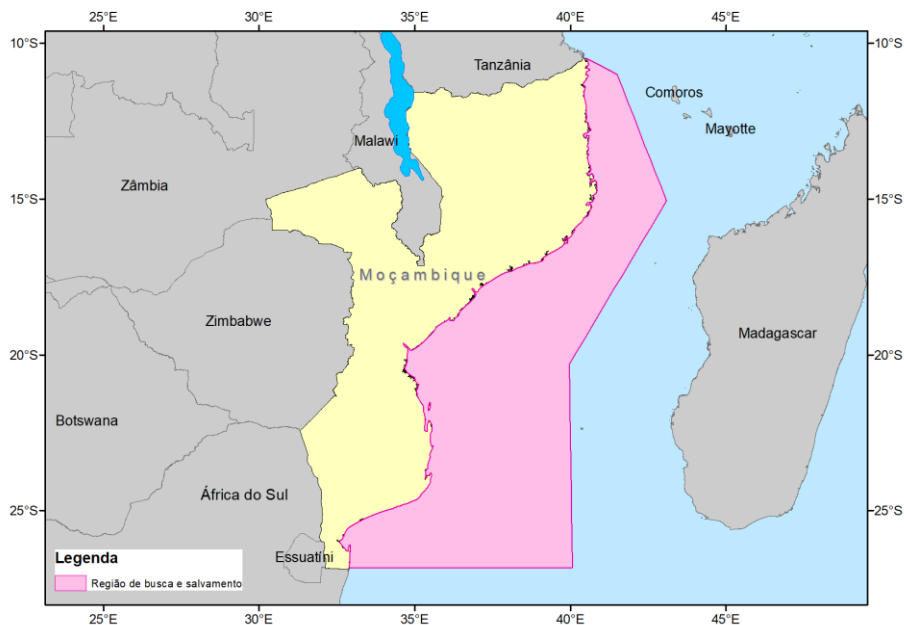 25°E 30°E 35°E 40°E 45°E
10°S 10°S
Tanzânia
Comoros
Mayotte
Malawi
Zâmbia
15°S 15°S
Moçambique
Zimbabwe
Madagascar
20°S 20°S
Botswana
África do Sul
25°S 25°S
Essuatíni
Legenda
Região de busca e salvamento
25°E 30°E 35°E 40°E 45°E